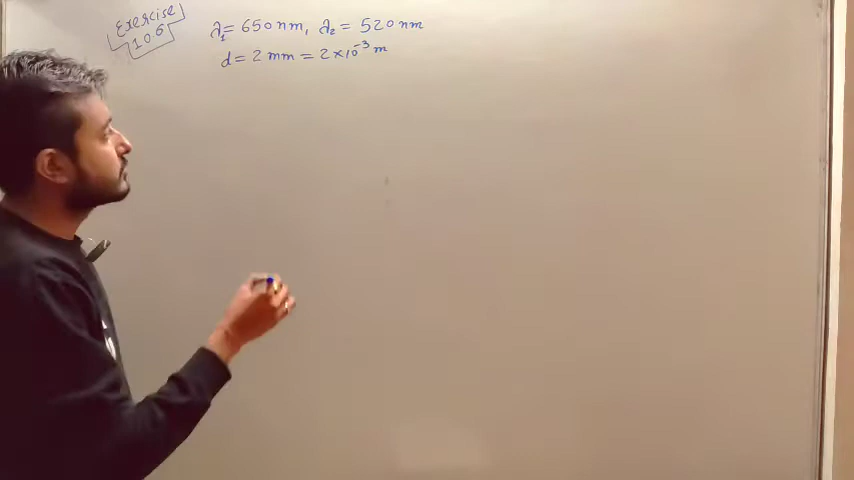 Exercise
10.6
λ₁ = 650 nm, λ₂ = 520 nm
d = 2 mm = 2×10⁻³ m